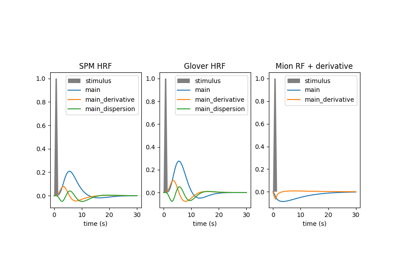 SPM HRF
Glover HRF
Mion RF + derivative
1.0
0.8
0.6
0.4
0.2
0.0
stimulus
main
main_derivative
main_dispersion
0 10 20 30
time (s)
1.0
0.8
0.6
0.4
0.2
0.0
stimulus
main
main_derivative
main_dispersion
0 10 20 30
time (s)
1.0
0.8
0.6
0.4
0.2
0.0
stimulus
main
main_derivative
0 10 20 30
time (s)